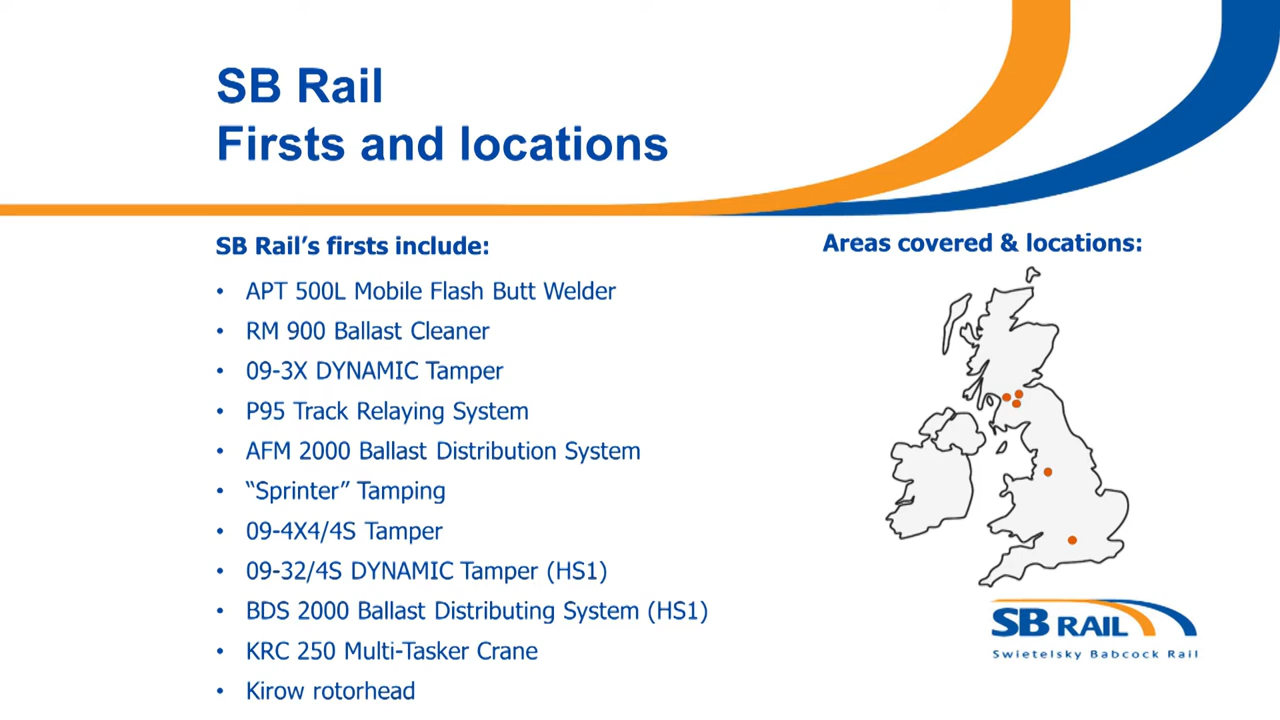 SB Rail
Firsts and locations
SB Rail’s firsts include:
• APT 500L Mobile Flash Butt Welder
• RM 900 Ballast Cleaner
• 09-3X DYNAMIC Tamper
• P95 Track Relaying System
• AFM 2000 Ballast Distribution System
• “Sprinter” Tamping
• 09-4X4/4S Tamper
• 09-32/4S DYNAMIC Tamper (HS1)
• BDS 2000 Ballast Distributing System (HS1)
• KRC 250 Multi-Tasker Crane
• Kirow rotorhead
Areas covered & locations:
SB RAIL
Swietelsky Babcock Rail